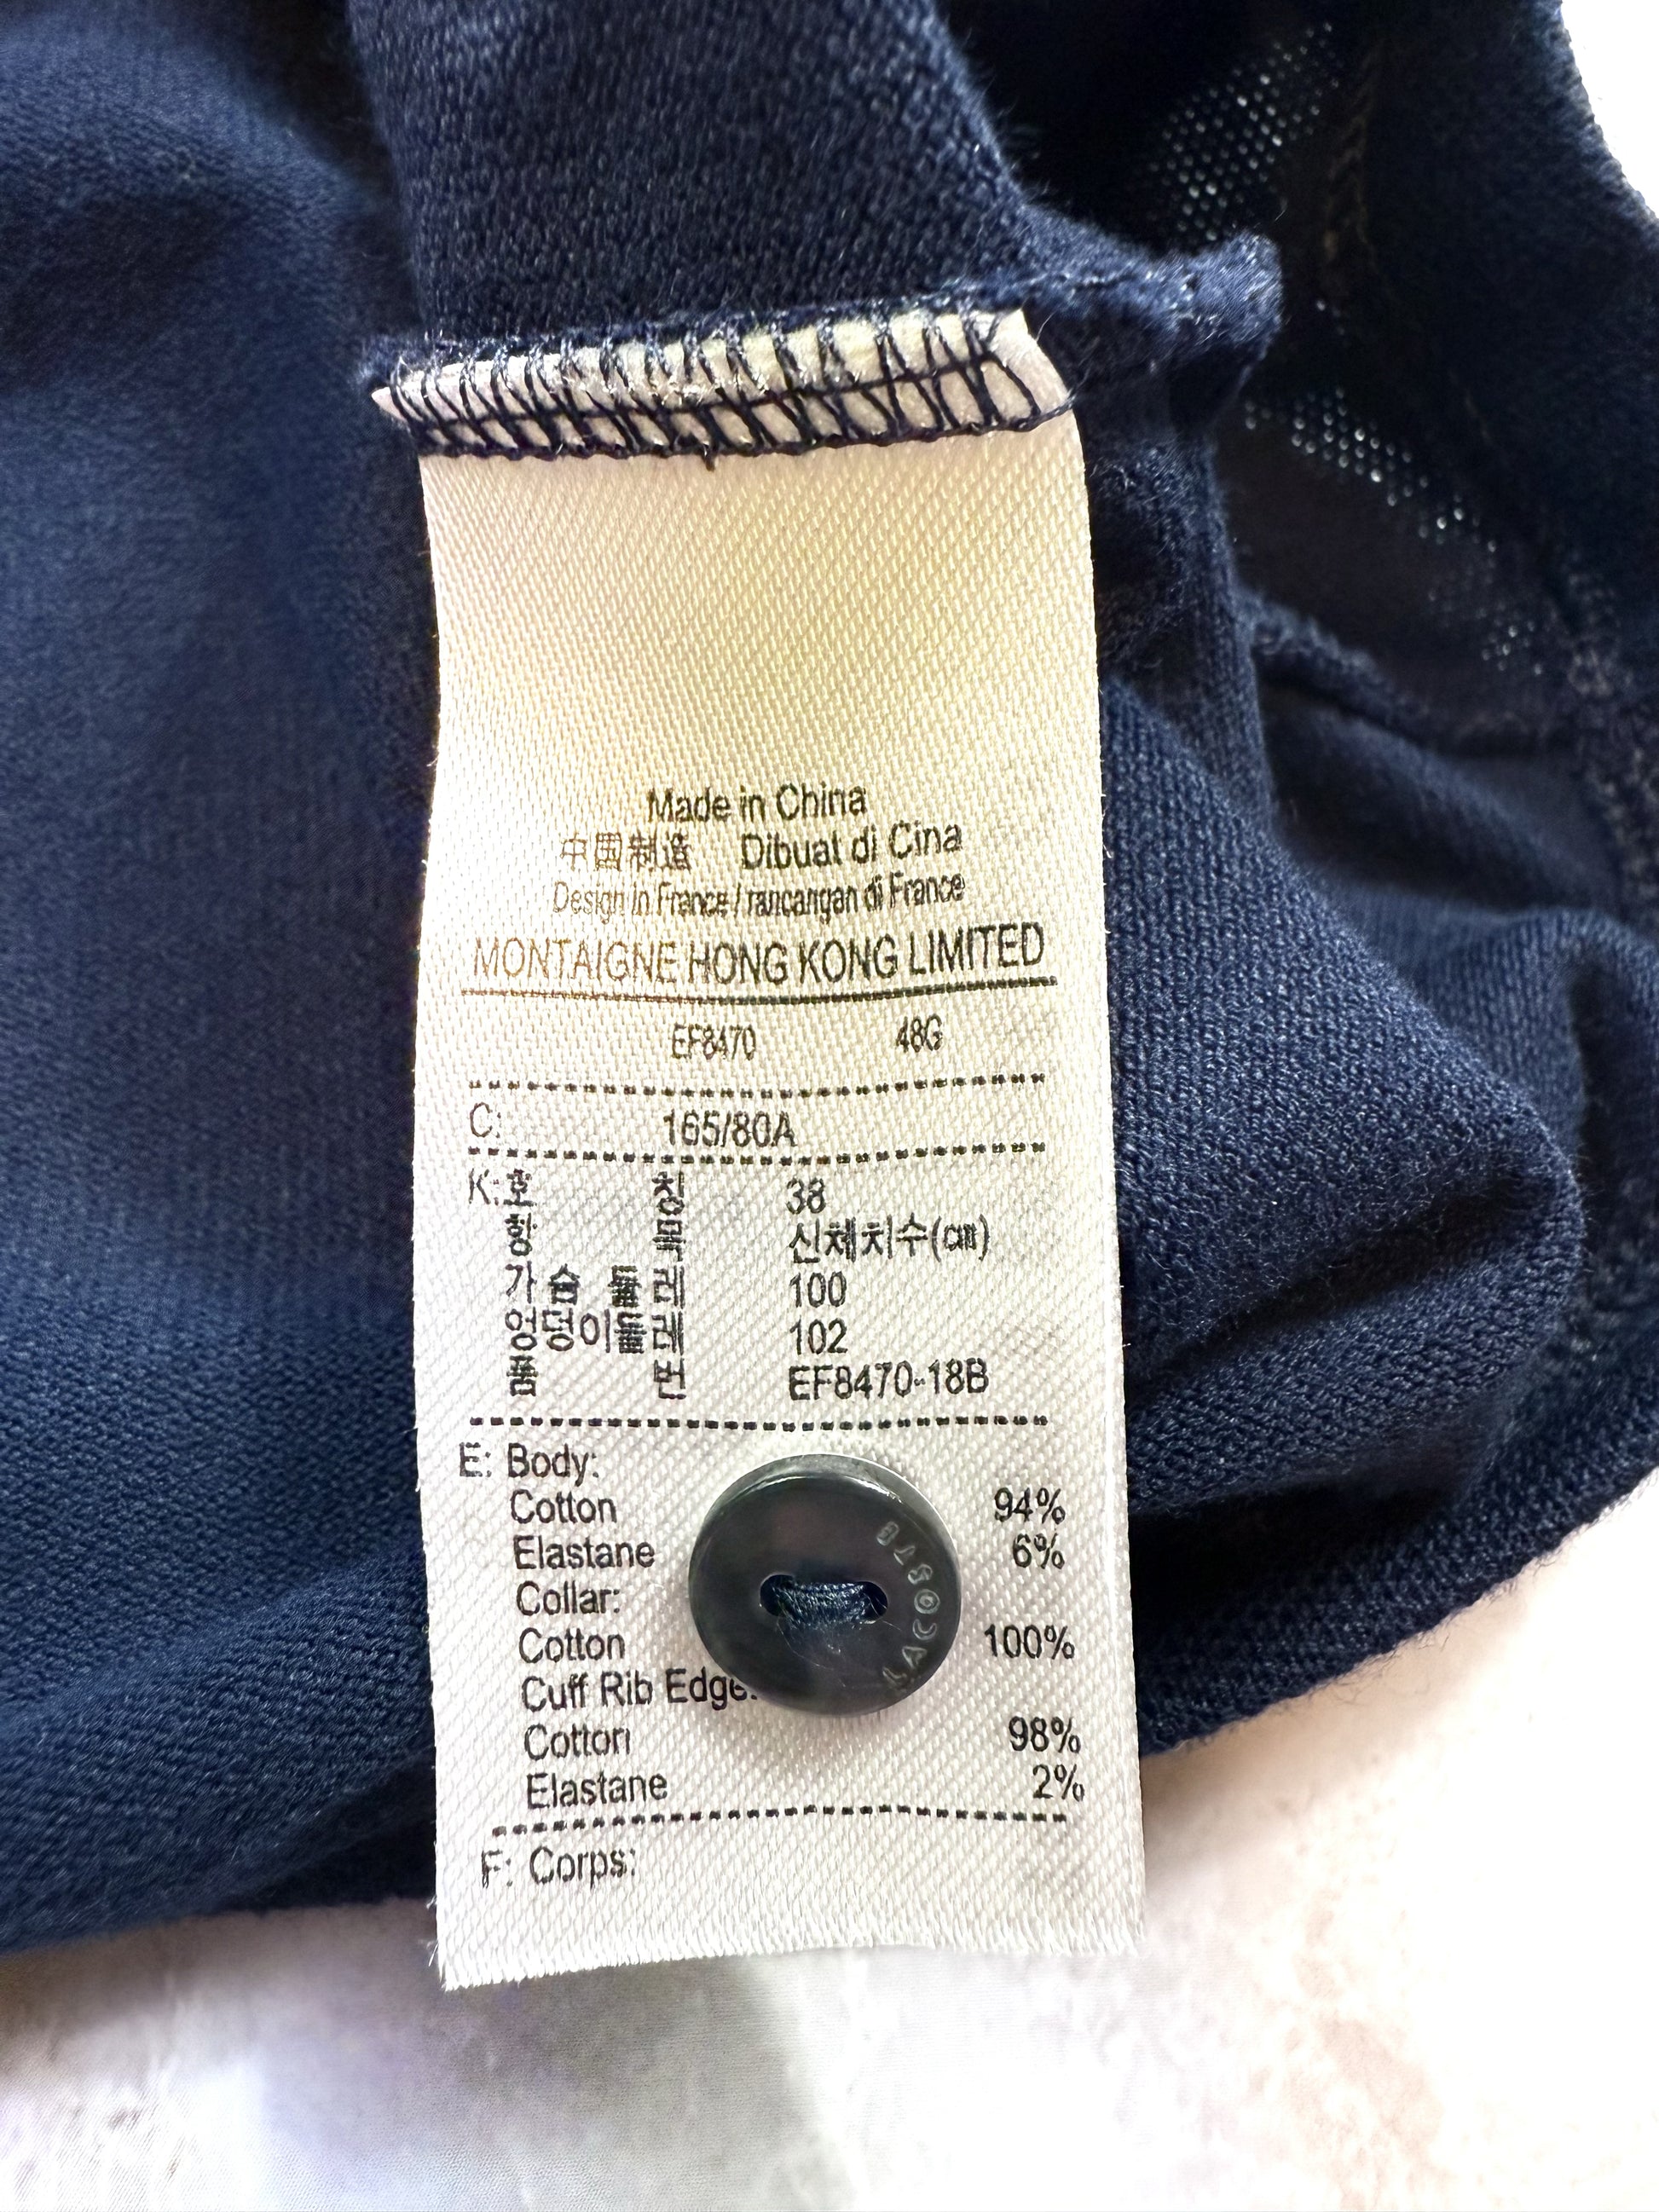 Made in China
中国制造 Dibuat di Cina
Design in France / rancangan di France
MONTAIGNE HONG KONG LIMITED
EF8470 48G
C: 165/80A
K: 호 칭 38
항 목 신체치수(㎝)
가슴둘레 100
엉덩이둘레 102
품 번 EF8470-18B
E: Body:
Cotton 94%
Elastane 6%
Collar:
Cotton 100%
Cuff Rib Edge:
Cotton 98%
Elastane 2%
F: Corps:
LACOSTE